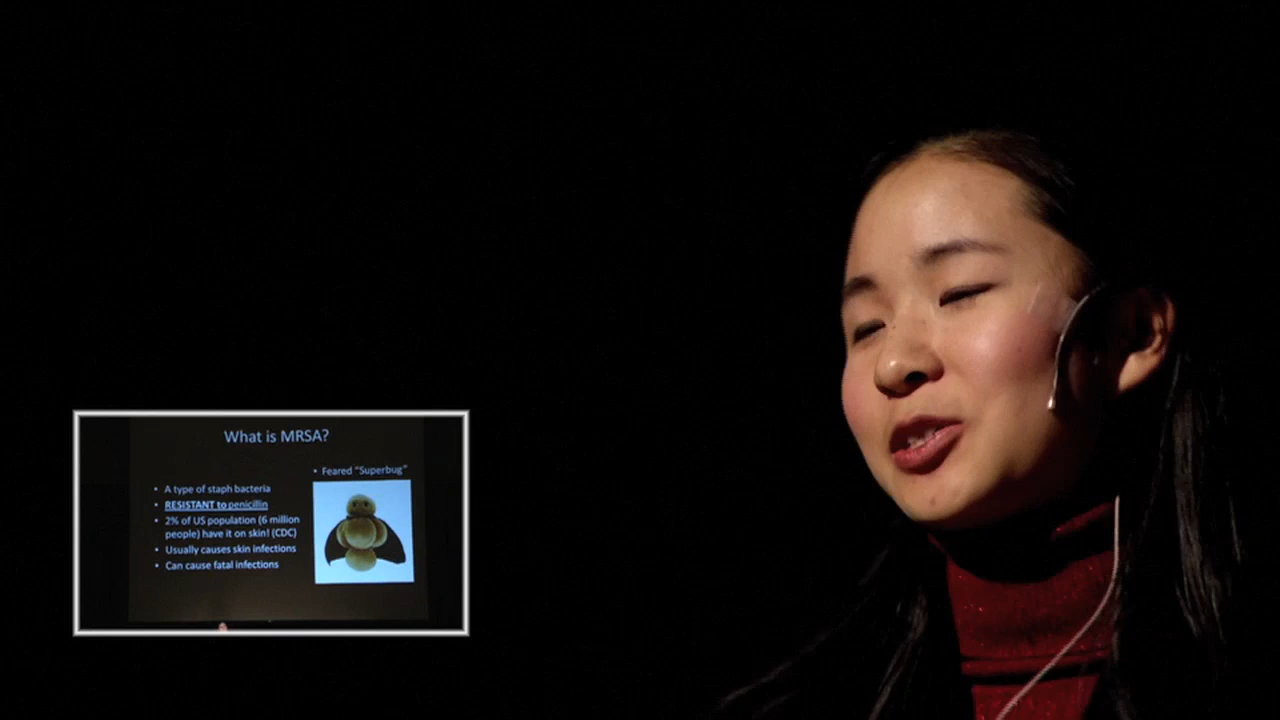 What is MRSA?
• Feared "Superbug"
• A type of staph bacteria
• RESISTANT to penicillin
• 2% of US population (6 million
people) have it on skin! (CDC)
• Usually causes skin infections
• Can cause fatal infections